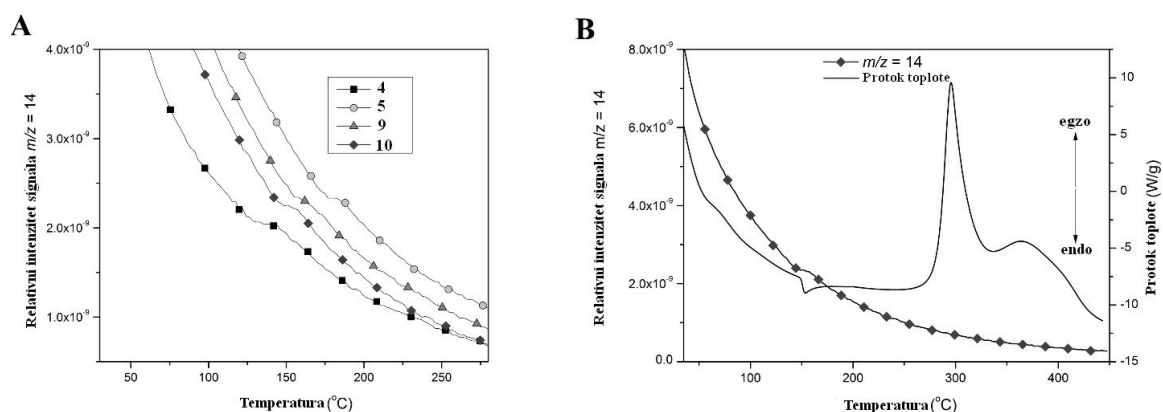 A
Relativni intenzitet signala m/z = 14
4.0x10⁻⁹
3.0x10⁻⁹
2.0x10⁻⁹
1.0x10⁻⁹
4
5
9
10
50 100 150 200 250
Temperatura (°C)
B
Relativni intenzitet signala m/z = 14
8.0x10⁻⁹
6.0x10⁻⁹
4.0x10⁻⁹
2.0x10⁻⁹
0.0
m/z = 14
Protok toplote
egzo
endo
10
5
0
-5
-10
-15
Protok toplote (W/g)
100 200 300 400
Temperatura (°C)